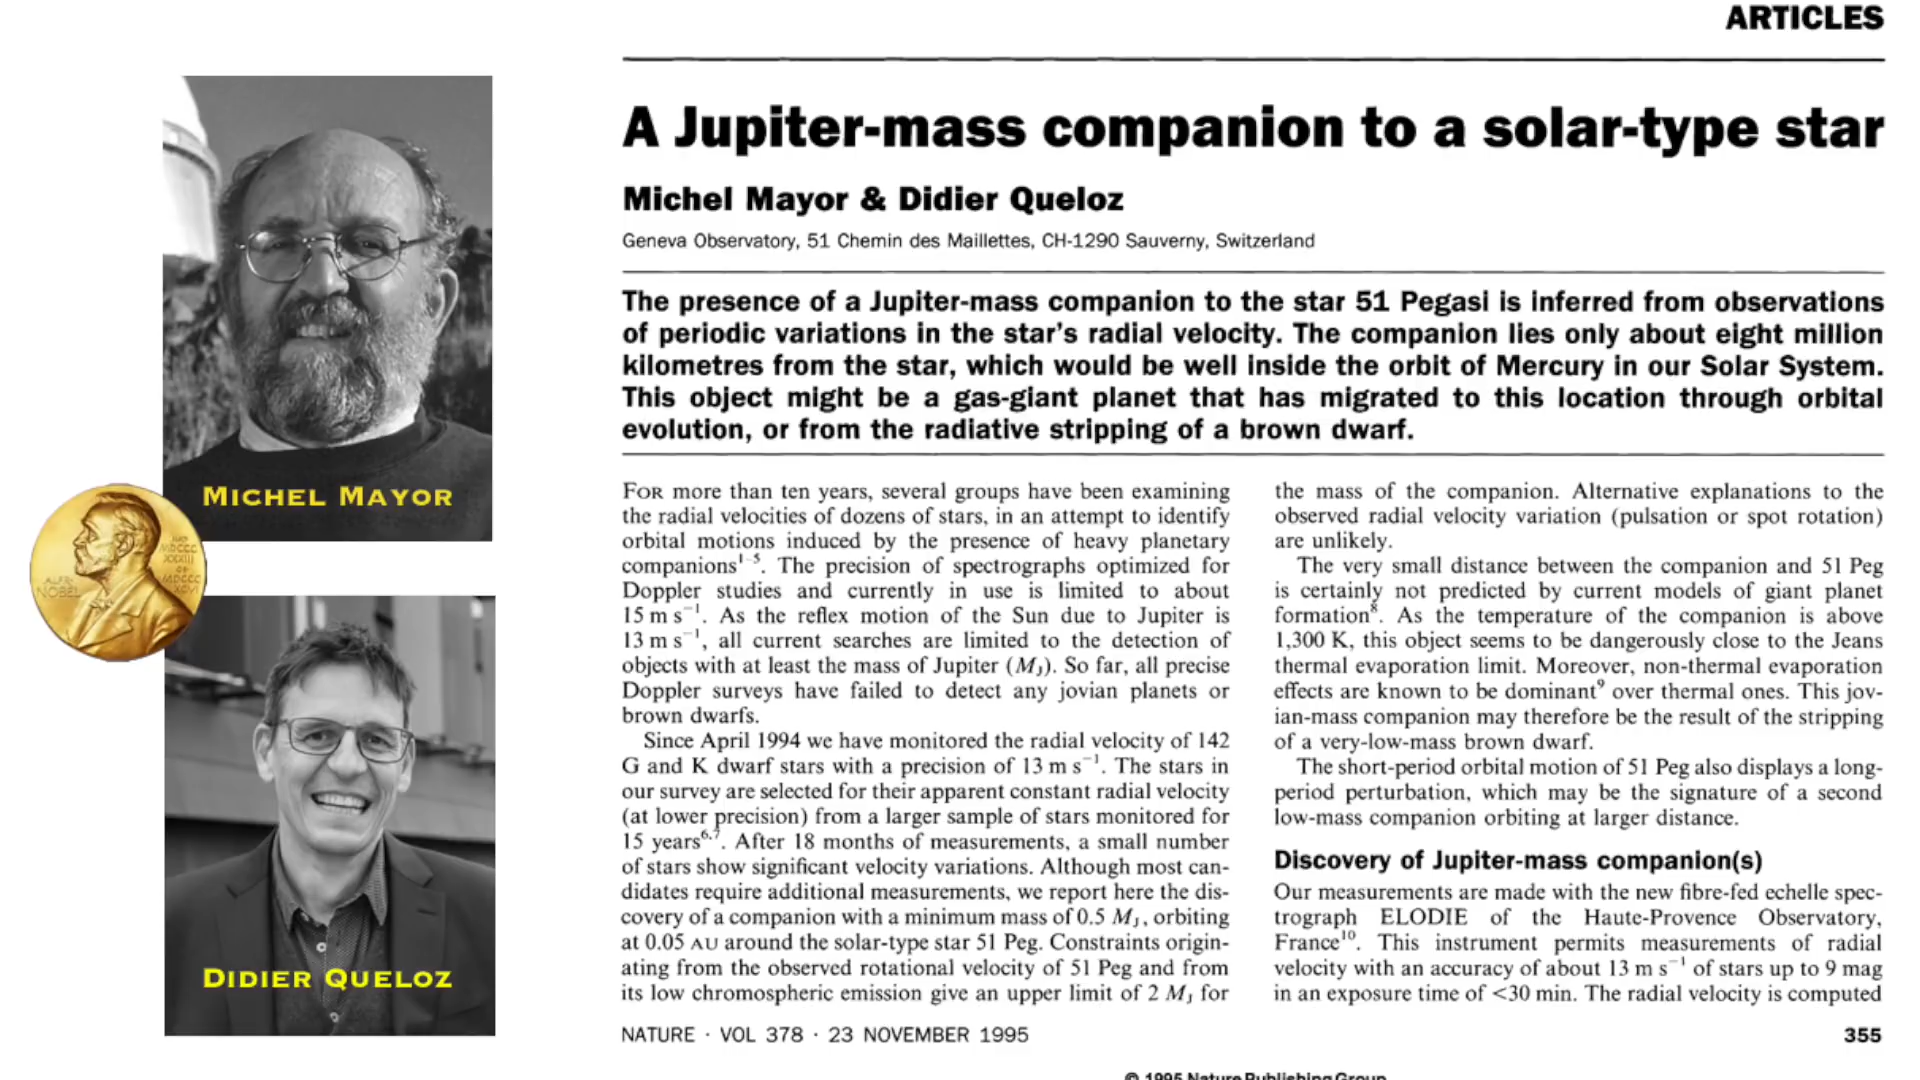 ARTICLES
A Jupiter-mass companion to a solar-type star
Michel Mayor & Didier Queloz
Geneva Observatory, 51 Chemin des Maillettes, CH-1290 Sauverny, Switzerland
The presence of a Jupiter-mass companion to the star 51 Pegasi is inferred from observations
of periodic variations in the star's radial velocity. The companion lies only about eight million
kilometres from the star, which would be well inside the orbit of Mercury in our Solar System.
This object might be a gas-giant planet that has migrated to this location through orbital
evolution, or from the radiative stripping of a brown dwarf.
FOR more than ten years, several groups have been examining
the radial velocities of dozens of stars, in an attempt to identify
orbital motions induced by the presence of heavy planetary
companions¹⁻⁵. The precision of spectrographs optimized for
Doppler studies and currently in use is limited to about
15 m s⁻¹. As the reflex motion of the Sun due to Jupiter is
13 m s⁻¹, all current searches are limited to the detection of
objects with at least the mass of Jupiter (M_J). So far, all precise
Doppler surveys have failed to detect any jovian planets or
brown dwarfs.
Since April 1994 we have monitored the radial velocity of 142
G and K dwarf stars with a precision of 13 m s⁻¹. The stars in
our survey are selected for their apparent constant radial velocity
(at lower precision) from a larger sample of stars monitored for
15 years⁶,⁷. After 18 months of measurements, a small number
of stars show significant velocity variations. Although most can-
didates require additional measurements, we report here the dis-
covery of a companion with a minimum mass of 0.5 M_J, orbiting
at 0.05 AU around the solar-type star 51 Peg. Constraints origin-
ating from the observed rotational velocity of 51 Peg and from
its low chromospheric emission give an upper limit of 2 M_J for
the mass of the companion. Alternative explanations to the
observed radial velocity variation (pulsation or spot rotation)
are unlikely.
The very small distance between the companion and 51 Peg
is certainly not predicted by current models of giant planet
formation⁸. As the temperature of the companion is above
1,300 K, this object seems to be dangerously close to the Jeans
thermal evaporation limit. Moreover, non-thermal evaporation
effects are known to be dominant⁹ over thermal ones. This jov-
ian-mass companion may therefore be the result of the stripping
of a very-low-mass brown dwarf.
The short-period orbital motion of 51 Peg also displays a long-
period perturbation, which may be the signature of a second
low-mass companion orbiting at larger distance.
Discovery of Jupiter-mass companion(s)
Our measurements are made with the new fibre-fed echelle spec-
trograph ELODIE of the Haute-Provence Observatory,
France¹⁰. This instrument permits measurements of radial
velocity with an accuracy of about 13 m s⁻¹ of stars up to 9 mag
in an exposure time of <30 min. The radial velocity is computed
NATURE · VOL 378 · 23 NOVEMBER 1995
355
© 1995 Nature Publishing Group
MICHEL MAYOR
ALFR·
NOBEL
DIDIER QUELOZ